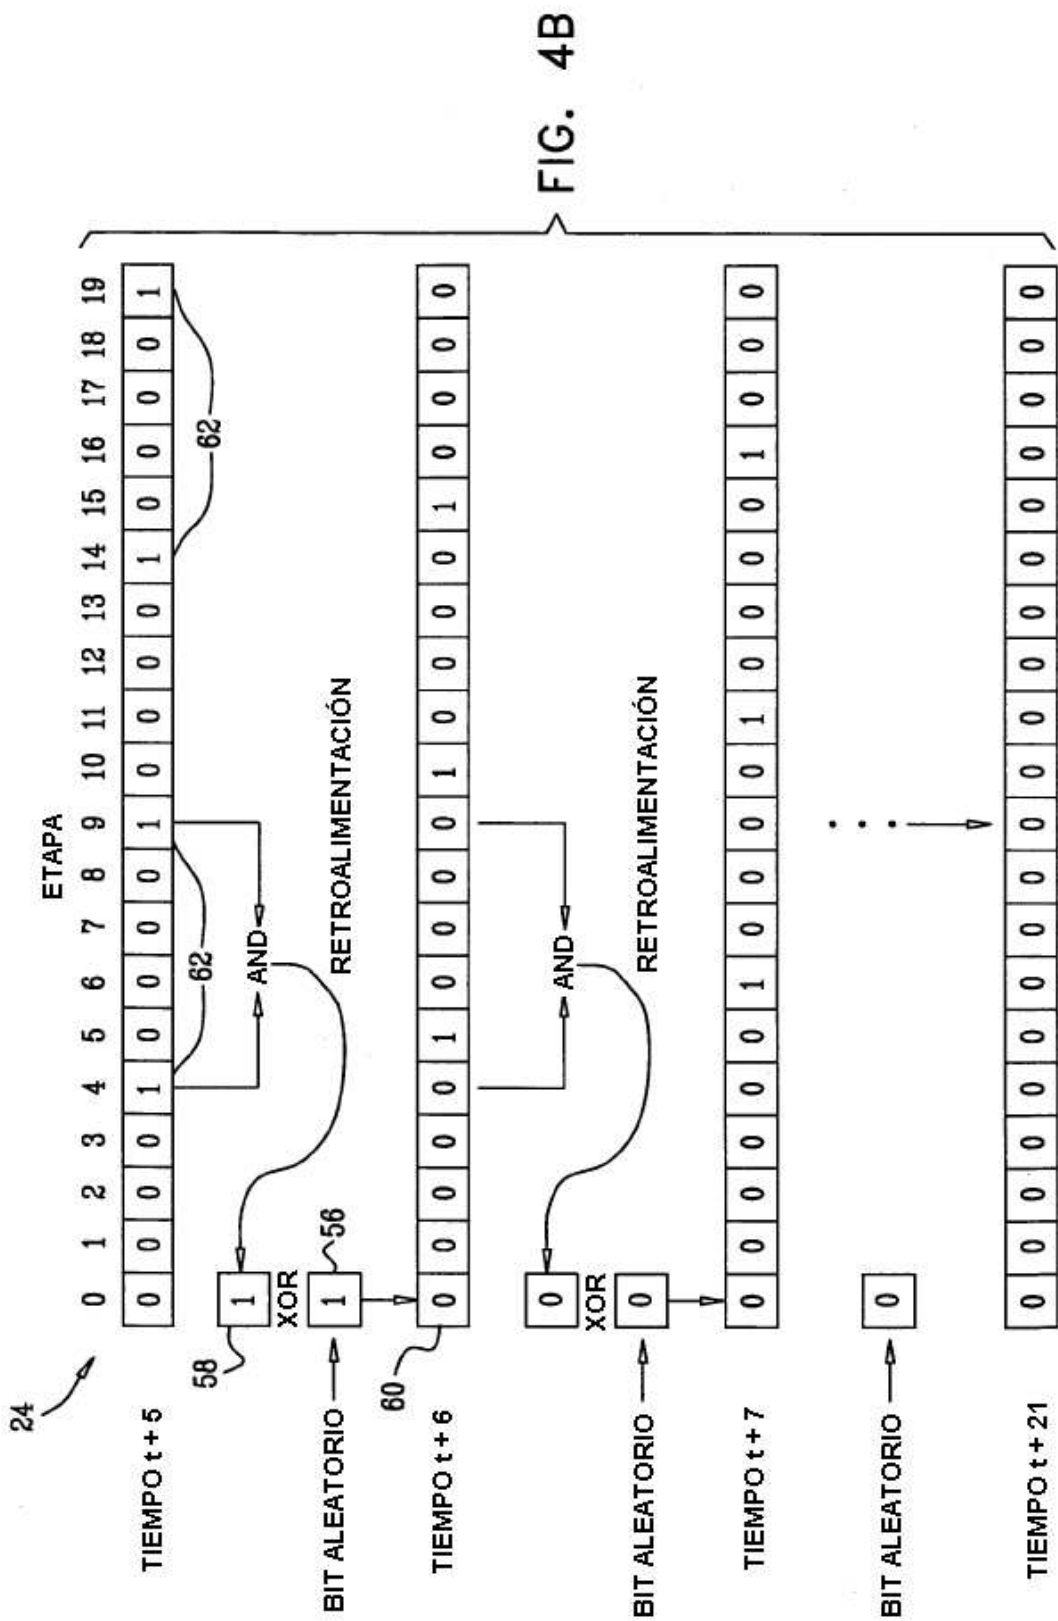 24
ETAPA
0 1 2 3 4 5 6 7 8 9 10 11 12 13 14 15 16 17 18 19
TIEMPO t + 5
0 0 0 0 1 0 0 0 0 1 0 0 0 0 1 0 0 0 0 1
62
62
58
1
AND
XOR
RETROALIMENTACIÓN
BIT ALEATORIO
1
56
60
TIEMPO t + 6
0 0 0 0 0 1 0 0 0 0 1 0 0 0 0 1 0 0 0 0
0
AND
XOR
RETROALIMENTACIÓN
BIT ALEATORIO
0
TIEMPO t + 7
0 0 0 0 0 0 1 0 0 0 0 1 0 0 0 0 1 0 0 0
. . .
BIT ALEATORIO
0
TIEMPO t + 21
0 0 0 0 0 0 0 0 0 0 0 0 0 0 0 0 0 0 0 0
FIG. 4B